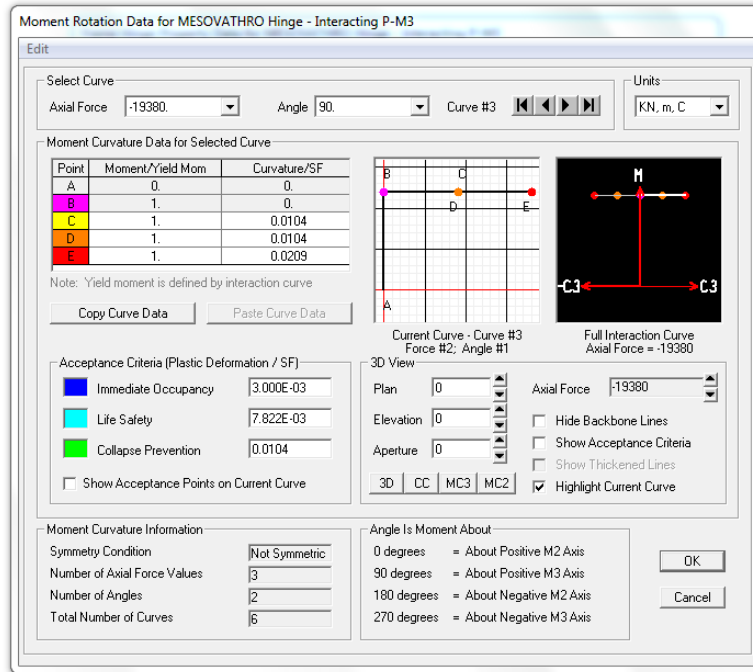 Moment Rotation Data for MESOVATHRO Hinge - Interacting P-M3
Edit
Select Curve
Axial Force -19380. Angle 90. Curve #3
Units
KN, m, C
Moment Curvature Data for Selected Curve
Point Moment/Yield Mom Curvature/SF
A 0. 0.
B 1. 0.
C 1. 0.0104
D 1. 0.0104
E 1. 0.0209
Note: Yield moment is defined by interaction curve
Copy Curve Data Paste Curve Data
B C
D E
A
Current Curve - Curve #3
Force #2; Angle #1
M
-C3 C3
Full Interaction Curve
Axial Force = -19380
Acceptance Criteria (Plastic Deformation / SF)
Immediate Occupancy 3.000E-03
Life Safety 7.822E-03
Collapse Prevention 0.0104
Show Acceptance Points on Current Curve
3D View
Plan 0
Elevation 0
Aperture 0
3D CC MC3 MC2
Axial Force -19380
Hide Backbone Lines
Show Acceptance Criteria
Show Thickened Lines
Highlight Current Curve
Moment Curvature Information
Symmetry Condition Not Symmetric
Number of Axial Force Values 3
Number of Angles 2
Total Number of Curves 6
Angle Is Moment About
0 degrees = About Positive M2 Axis
90 degrees = About Positive M3 Axis
180 degrees = About Negative M2 Axis
270 degrees = About Negative M3 Axis
OK
Cancel